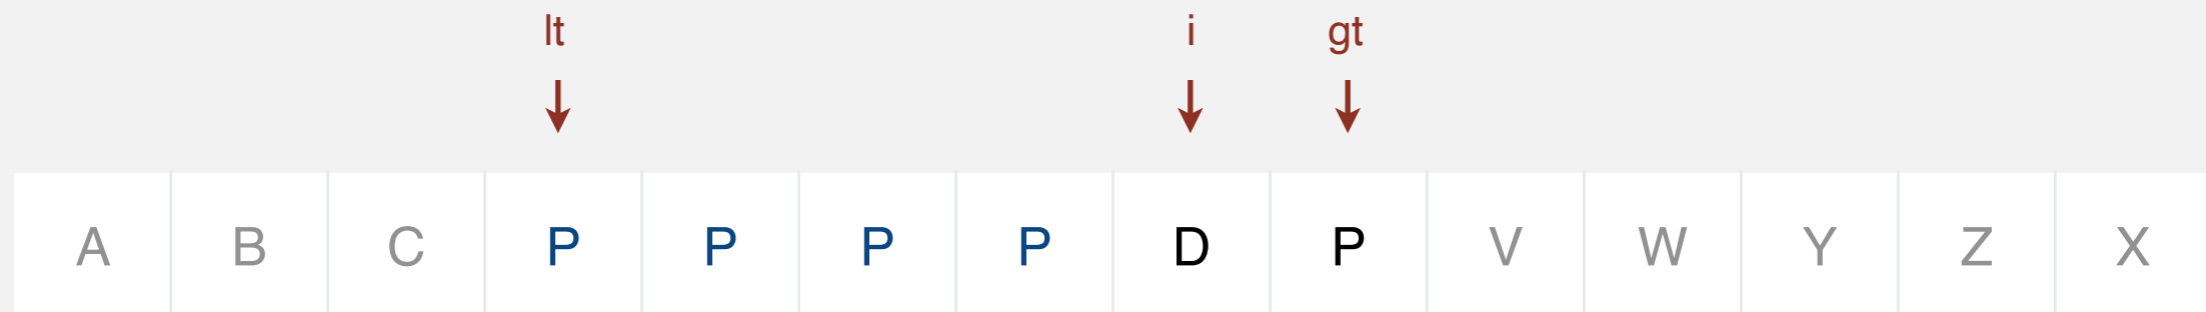 lt i gt
A B C P P P P D P V W Y Z X